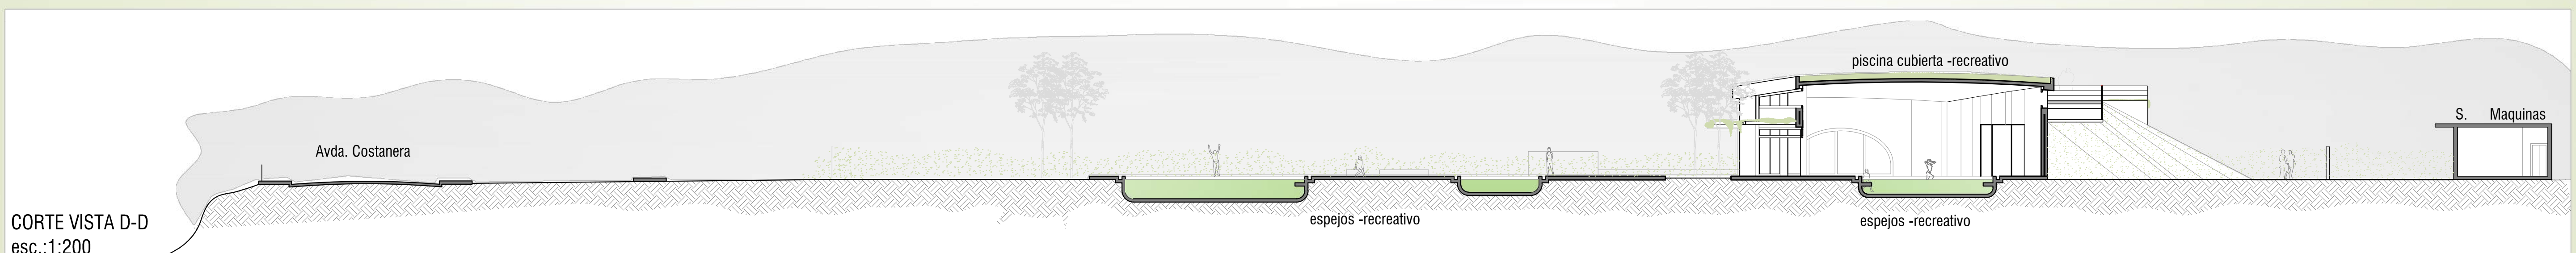 piscina cubierta -recreativo
S. Maquinas
Avda. Costanera
espejos -recreativo
espejos -recreativo
CORTE VISTA D-D
esc.:1:200